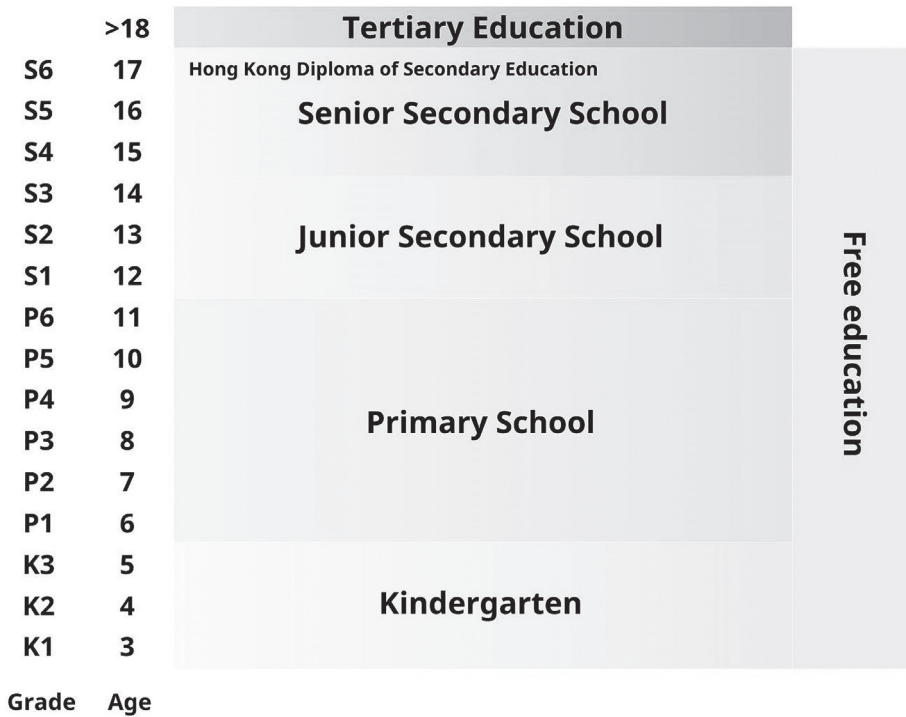 >18 Tertiary Education
S6 17 Hong Kong Diploma of Secondary Education
S5 16 Senior Secondary School
S4 15
S3 14
S2 13 Junior Secondary School
S1 12
P6 11
P5 10
P4 9
Primary School
P3 8
P2 7
P1 6
K3 5
K2 4 Kindergarten
K1 3
Grade Age
Free education